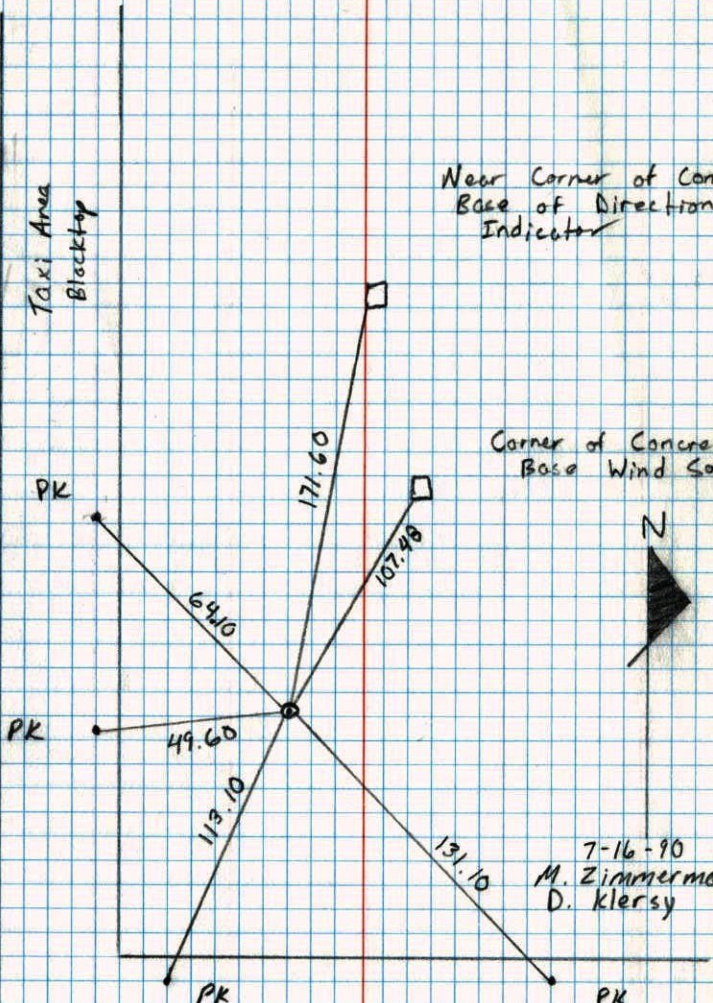 Near Corner of Con
Base of Direction
Indicator
Taxi Area
Blacktop
171.60
Corner of Concre
Base Wind So
PK
107.48
N
64.10
PK
49.60
113.10
131.10
7-16-90
M. Zimmerma
D. Klersy
PK
PK